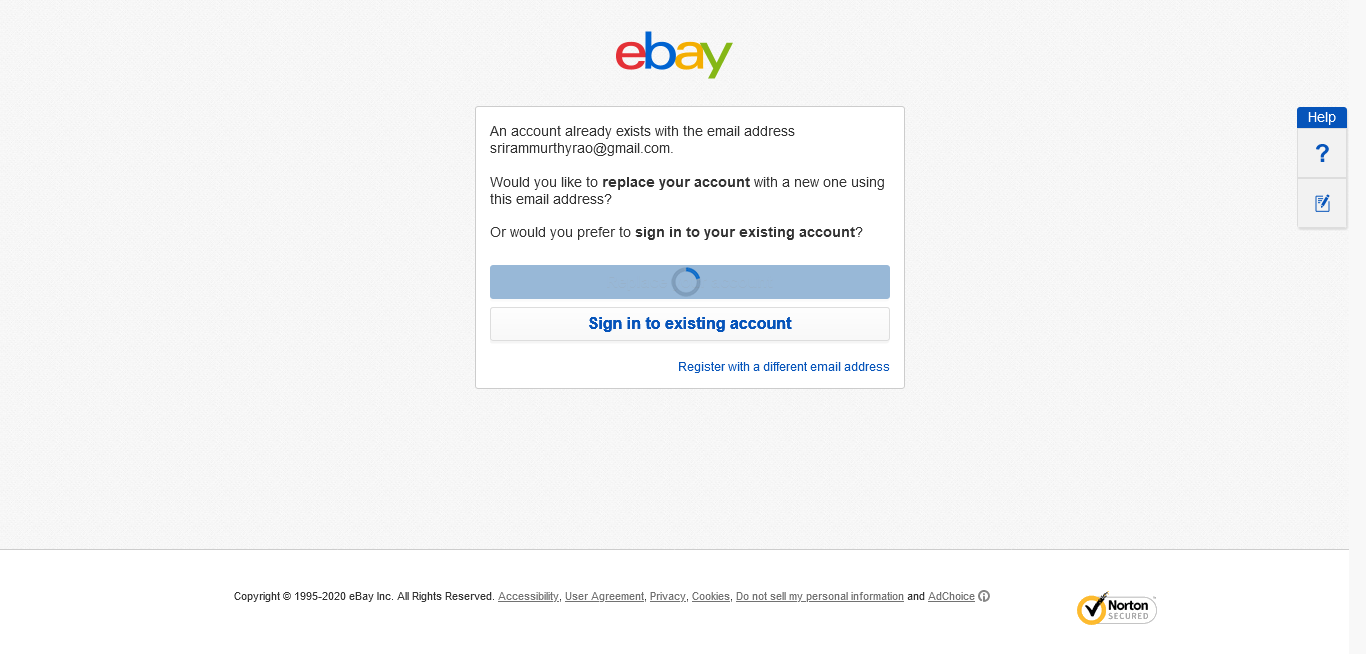 ebay
An account already exists with the email address
srirammurthyrao@gmail.com.
Would you like to replace your account with a new one using
this email address?
Or would you prefer to sign in to your existing account?
Sign in to existing account
Register with a different email address
Help
?
Copyright © 1995-2020 eBay Inc. All Rights Reserved. Accessibility, User Agreement, Privacy, Cookies, Do not sell my personal information and AdChoice
Norton
SECURED